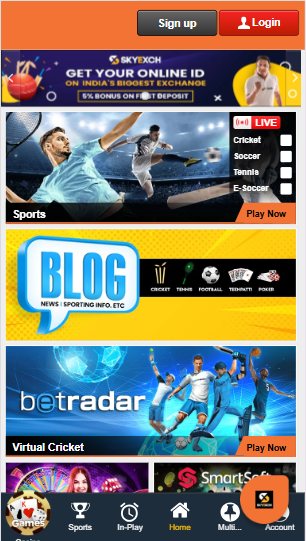 Sign up
Login
SKYEXCH
GET YOUR ONLINE ID
ON INDIA'S BIGGEST EXCHANGE
5% BONUS ON FIRST DEPOSIT
LIVE
Cricket
Soccer
Tennis
E-Soccer
Sports
Play Now
BLOG
NEWS | SPORTING INFO. ETC
CRICKET TENNIS FOOTBALL TEENPATTI POKER
betradar
Virtual Cricket
Play Now
SmartSoft
Games
Sports
In-Play
Home
Multi...
Account
SKYEXCH